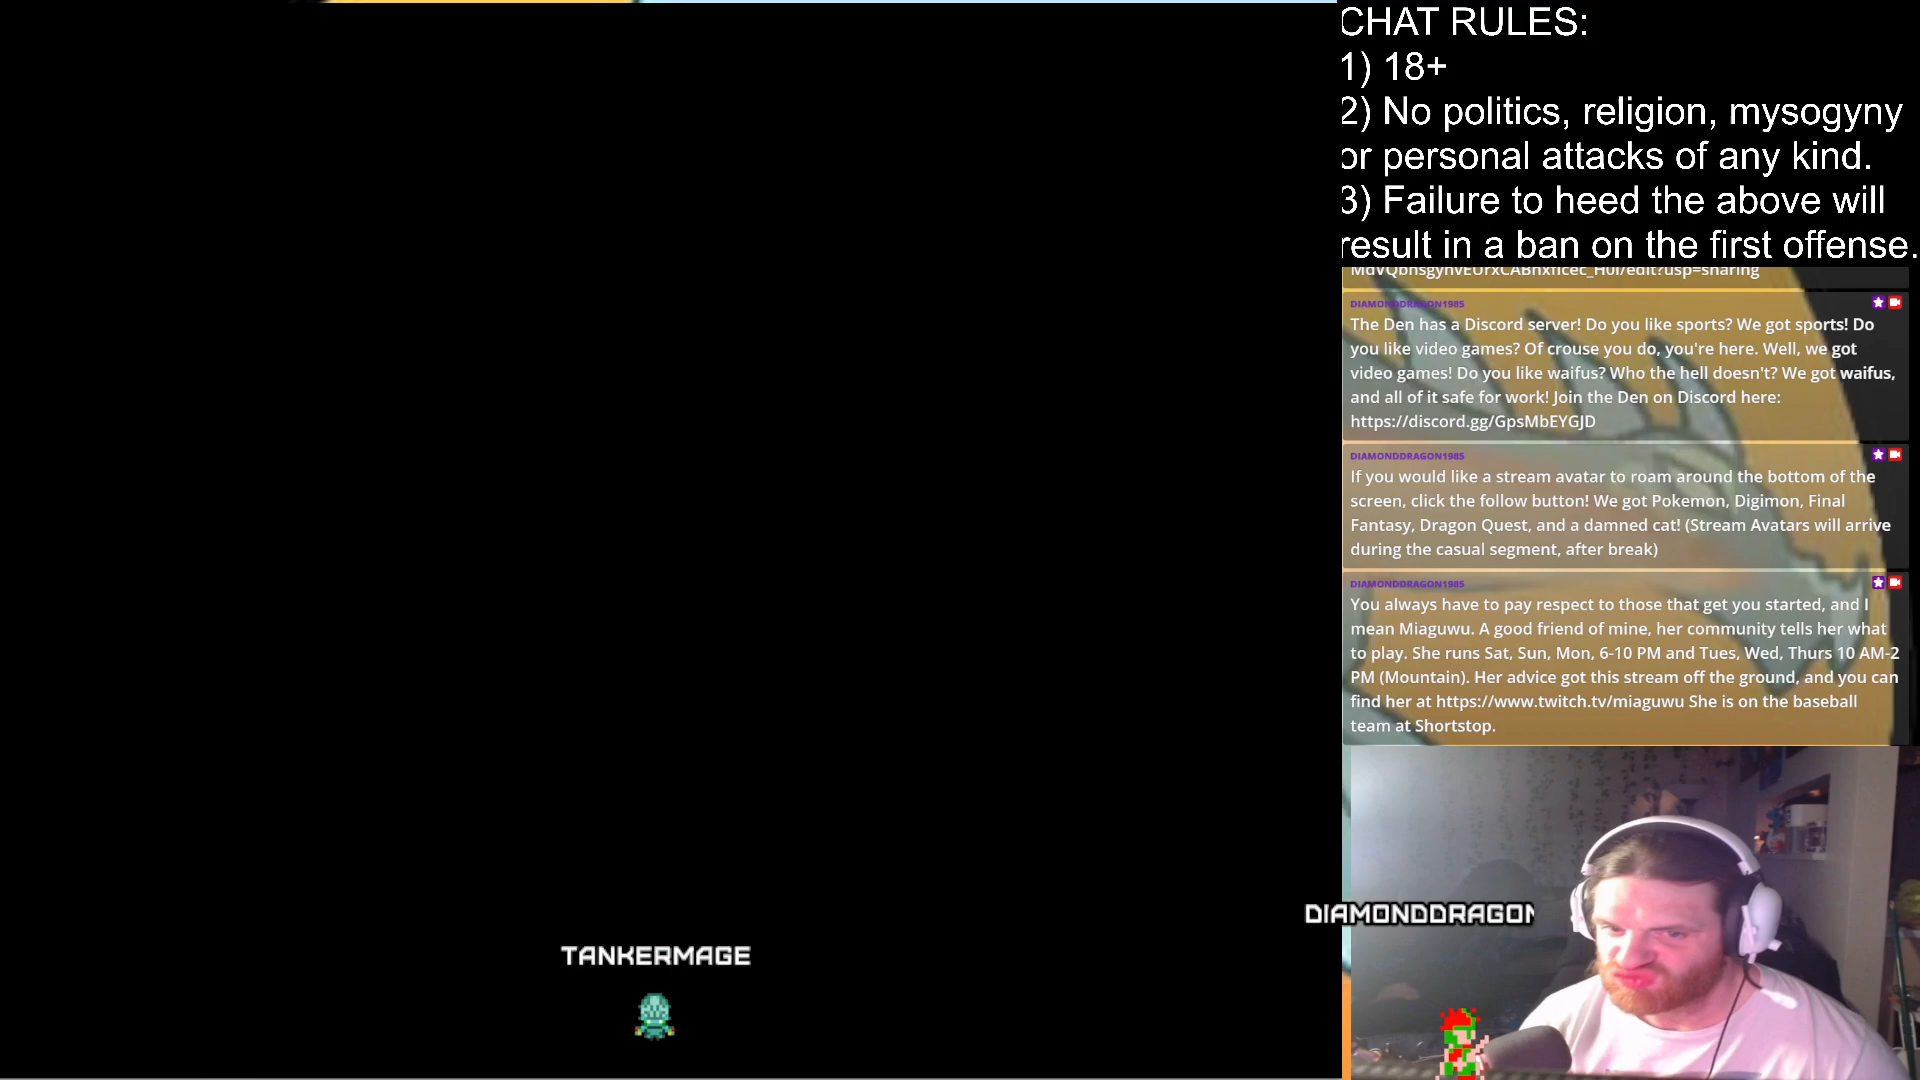 CHAT RULES:
1) 18+
2) No politics, religion, mysogyny
or personal attacks of any kind.
3) Failure to heed the above will
result in a ban on the first offense.
DIAMONDDRAGON1985
The Den has a Discord server! Do you like sports? We got sports! Do
you like video games? Of crouse you do, you're here. Well, we got
video games! Do you like waifus? Who the hell doesn't? We got waifus,
and all of it safe for work! Join the Den on Discord here:
https://discord.gg/GpsMbEYGJD
DIAMONDDRAGON1985
If you would like a stream avatar to roam around the bottom of the
screen, click the follow button! We got Pokemon, Digimon, Final
Fantasy, Dragon Quest, and a damned cat! (Stream Avatars will arrive
during the casual segment, after break)
DIAMONDDRAGON1985
You always have to pay respect to those that get you started, and I
mean Miaguwu. A good friend of mine, her community tells her what
to play. She runs Sat, Sun, Mon, 6-10 PM and Tues, Wed, Thurs 10 AM-2
PM (Mountain). Her advice got this stream off the ground, and you can
find her at https://www.twitch.tv/miaguwu She is on the baseball
team at Shortstop.
DIAMONDDRAGON
TANKERMAGE